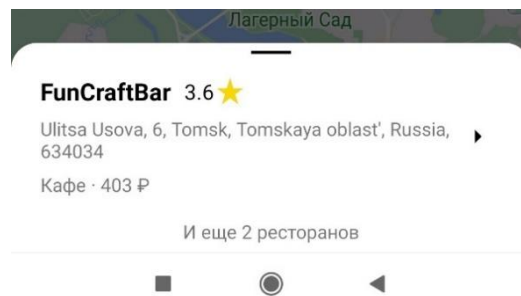 Лагерный Сад
FunCraftBar 3.6
Ulitsa Usova, 6, Tomsk, Tomskaya oblast', Russia,
634034
Кафе · 403 ₽
И еще 2 ресторанов